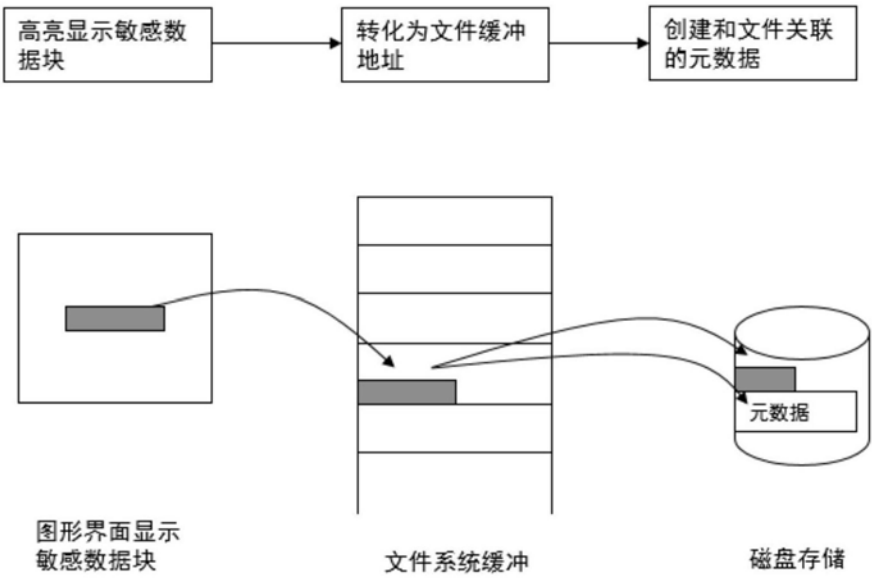 高亮显示敏感数
据块
转化为文件缓冲
地址
创建和文件关联
的元数据
元数据
图形界面显示
敏感数据块
文件系统缓冲
磁盘存储